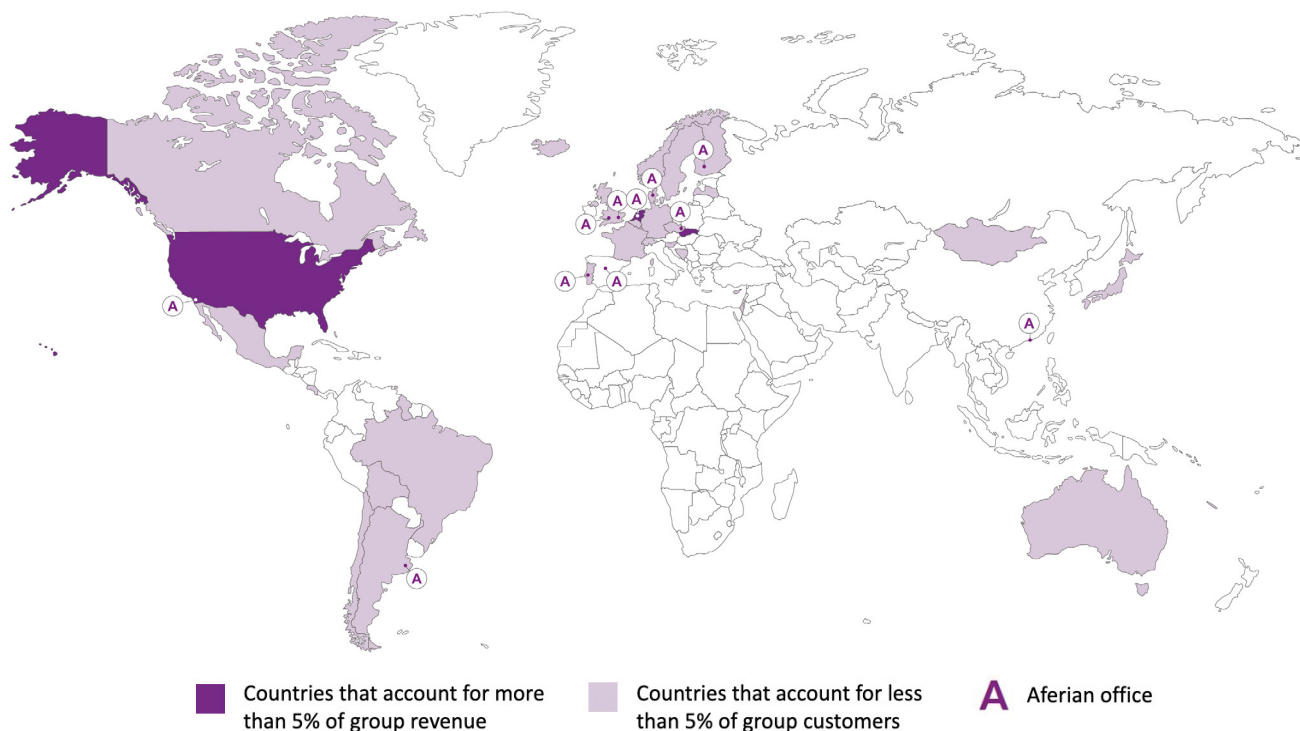 A
A
A
A
A
A
A
A
A
A
A
A
Countries that account for more
than 5% of group revenue
Countries that account for less
than 5% of group customers
A Aferian office